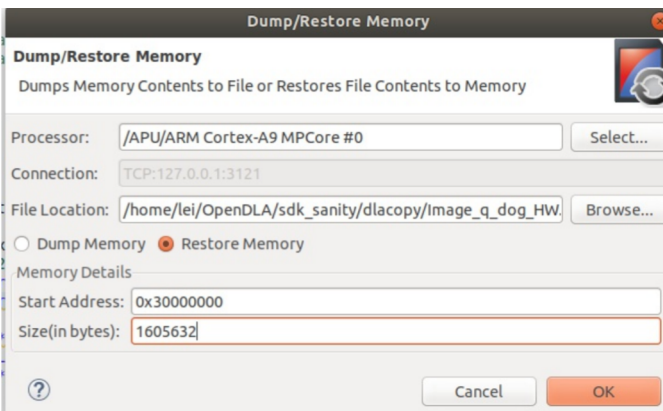 Dump/Restore Memory
Dump/Restore Memory
Dumps Memory Contents to File or Restores File Contents to Memory
Processor: /APU/ARM Cortex-A9 MPCore #0 Select...
Connection: TCP:127.0.0.1:3121
File Location: /home/lei/OpenDLA/sdk_sanity/dlacopy/Image_q_dog_HW. Browse...
Dump Memory Restore Memory
Memory Details
Start Address: 0x30000000
Size(in bytes): 1605632
? Cancel OK